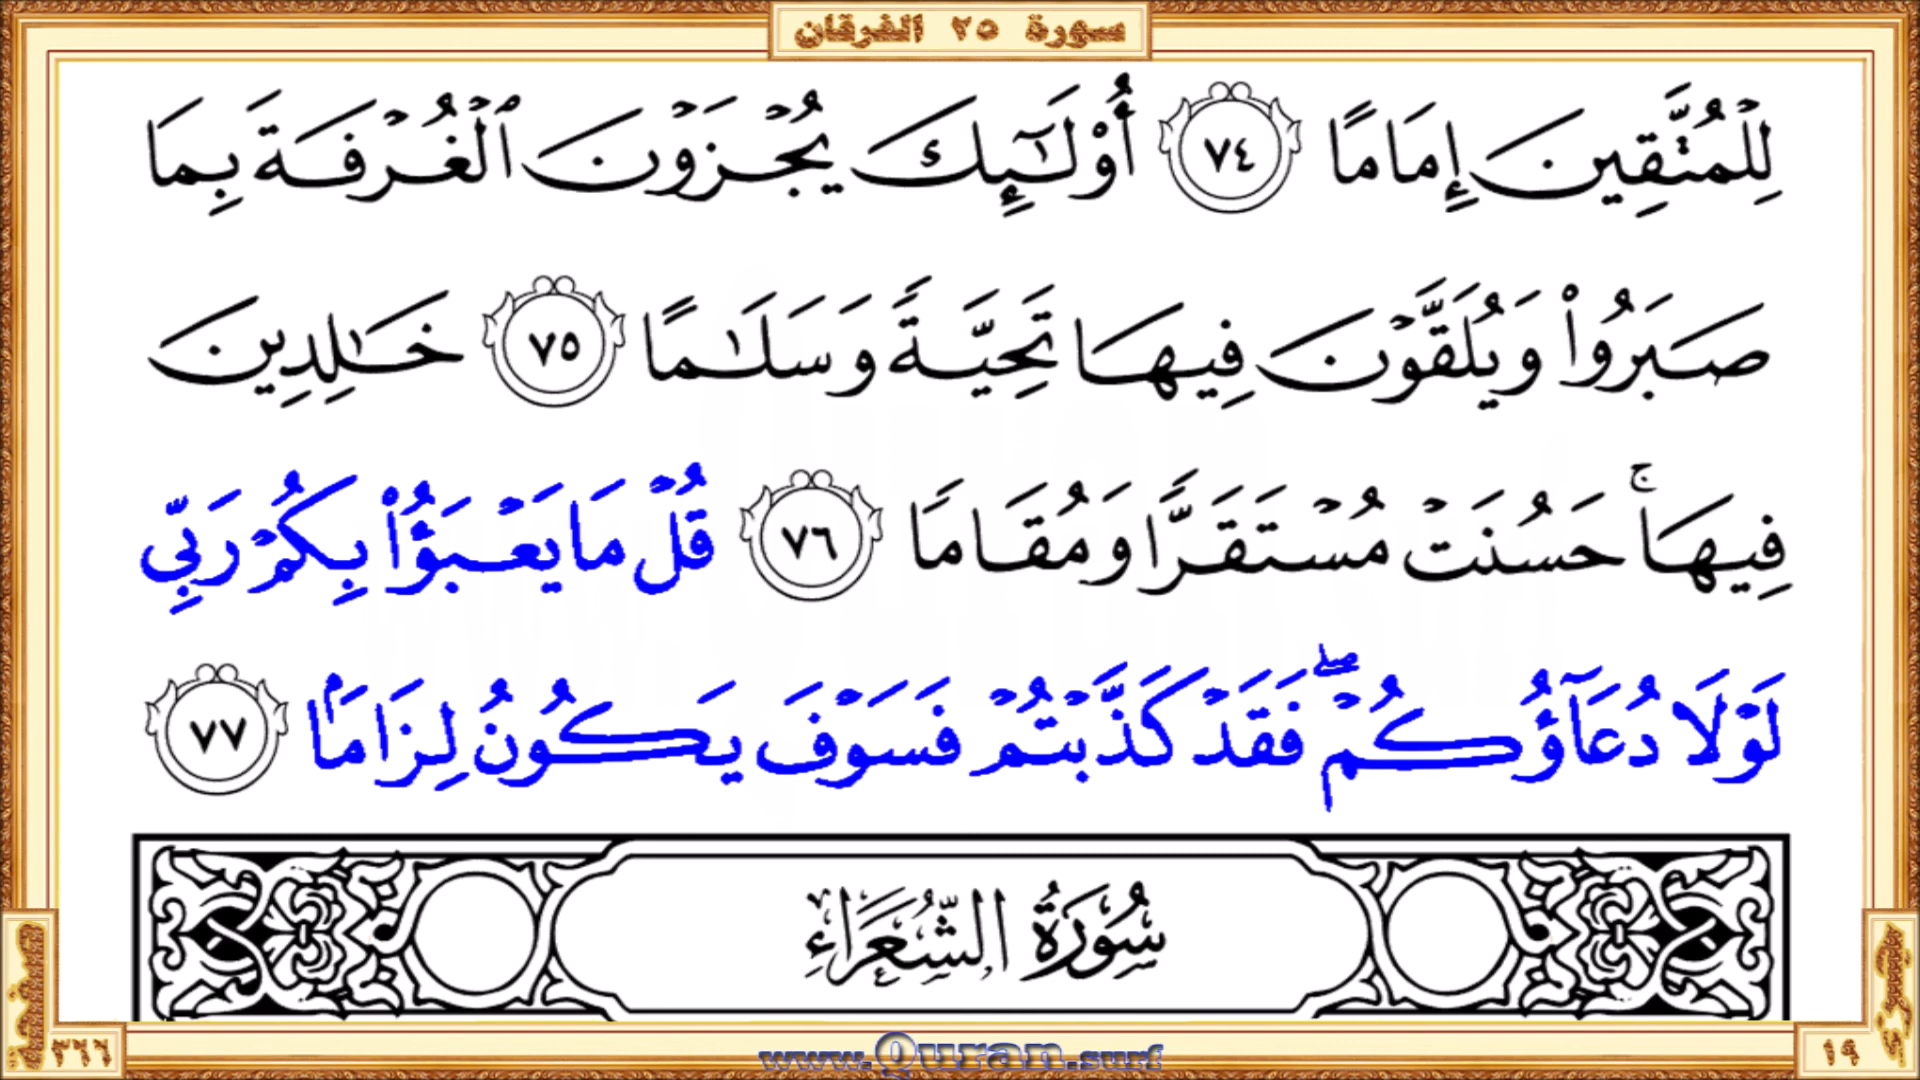 سورة ٢٥ الفرقان
لِلْمُتَّقِينَ إِمَامًا ٧٤ أُوْلَـٰٓئِكَ يُجْزَوْنَ ٱلْغُرْفَةَ بِمَا
صَبَرُواْ وَيُلَقَّوْنَ فِيهَا تَحِيَّةً وَسَلَـٰمًا ٧٥ خَـٰلِدِينَ
فِيهَا ۚ حَسُنَتْ مُسْتَقَرًّا وَمُقَامًا ٧٦ قُلْ مَا يَعْبَؤُاْ بِكُمْ رَبِّى
لَوْلَا دُعَآؤُكُمْ ۖ فَقَدْ كَذَّبْتُمْ فَسَوْفَ يَكُونُ لِزَامًۢا ٧٧
سُورَةُ الشُّعَرَاءِ
صفحة
٣٦٦
www.Quran.surf
١٩